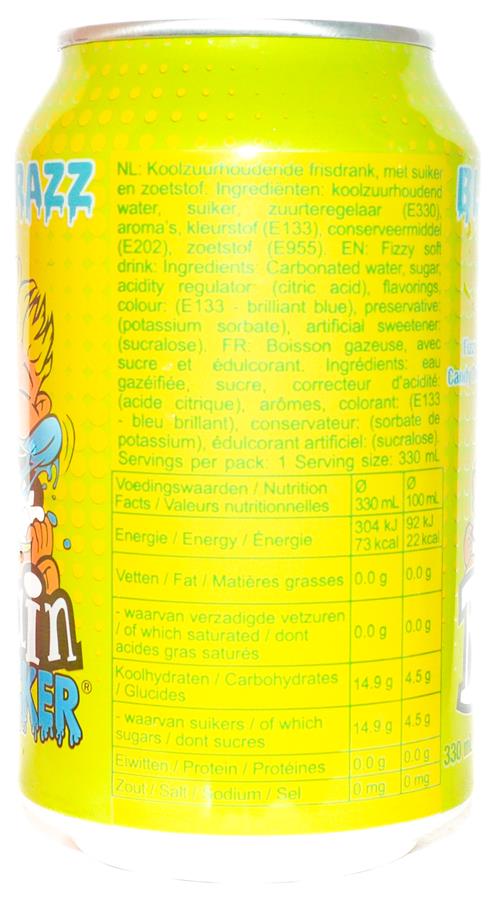 RAZZ
NL: Koolzuurhoudende frisdrank, met suiker
en zoetstof. Ingrediënten: koolzuurhoudend
water, suiker, zuurteregelaar (E330),
aroma's, kleurstof (E133), conserveermiddel
(E202), zoetstof (E955). EN: Fizzy soft
drink: Ingredients: Carbonated water, sugar,
acidity regulator: (citric acid), flavorings,
colour: (E133 - brilliant blue), preservative:
(potassium sorbate), artificial sweetener:
(sucralose). FR: Boisson gazeuse, avec
sucre et édulcorant. Ingrédients: eau
gazéifiée, sucre, correcteur d'acidité:
(acide citrique), arômes, colorant: (E133
- bleu brillant), conservateur: (sorbate de
potassium), édulcorant artificiel: (sucralose).
Servings per pack: 1 Serving size: 330 mL
Voedingswaarden / Nutrition
Facts / Valeurs nutritionnelles
Ø
330 mL
Ø
100 mL
Energie / Energy / Énergie
304 kJ
73 kcal
92 kJ
22 kcal
Vetten / Fat / Matières grasses 0.0 g 0.0 g
- waarvan verzadigde vetzuren
/ of which saturated / dont
acides gras saturés
0.0 g 0.0 g
Koolhydraten / Carbohydrates
/ Glucides
14.9 g 4.5 g
- waarvan suikers / of which
sugars / dont sucres
14.9 g 4.5 g
Eiwitten / Protein / Protéines 0.0 g 0.0 g
Zout / Salt / Sodium / Sel 0 mg 0 mg
in
KER®
330 m